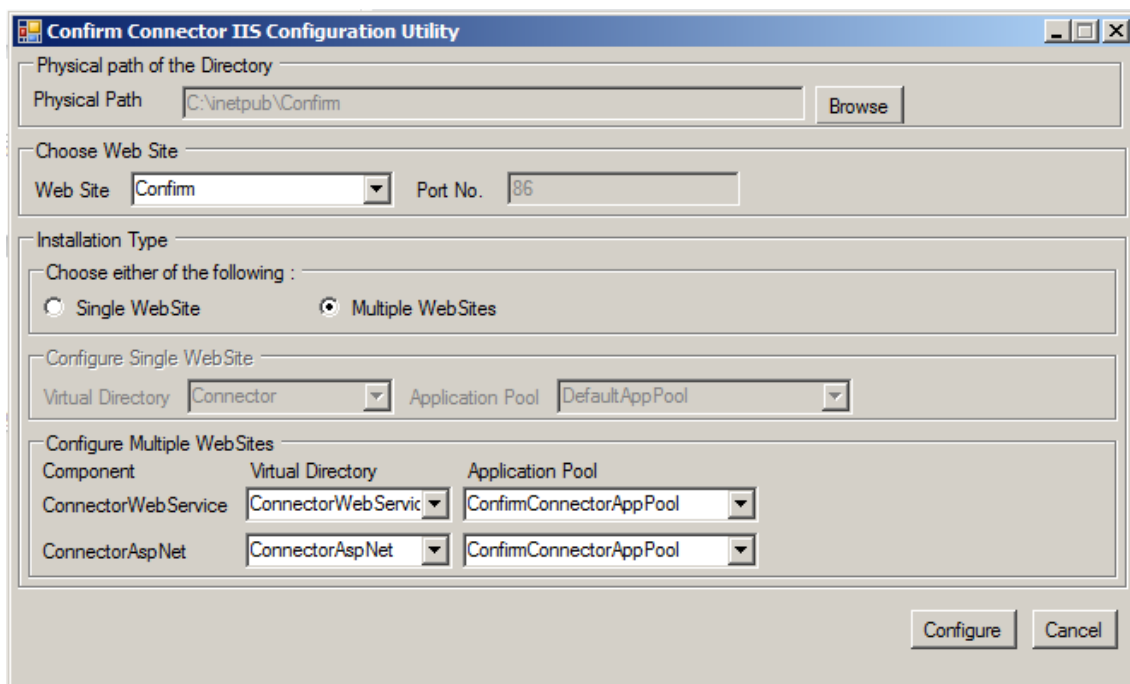 Confirm Connector IIS Configuration Utility
Physical path of the Directory
Physical Path C:\inetpub\Confirm Browse
Choose Web Site
Web Site Confirm Port No. 86
Installation Type
Choose either of the following :
Single WebSite Multiple WebSites
Configure Single WebSite
Virtual Directory Connector Application Pool DefaultAppPool
Configure Multiple WebSites
Component Virtual Directory Application Pool
ConnectorWebService ConnectorWebServic ConfirmConnectorAppPool
ConnectorAspNet ConnectorAspNet ConfirmConnectorAppPool
Configure Cancel